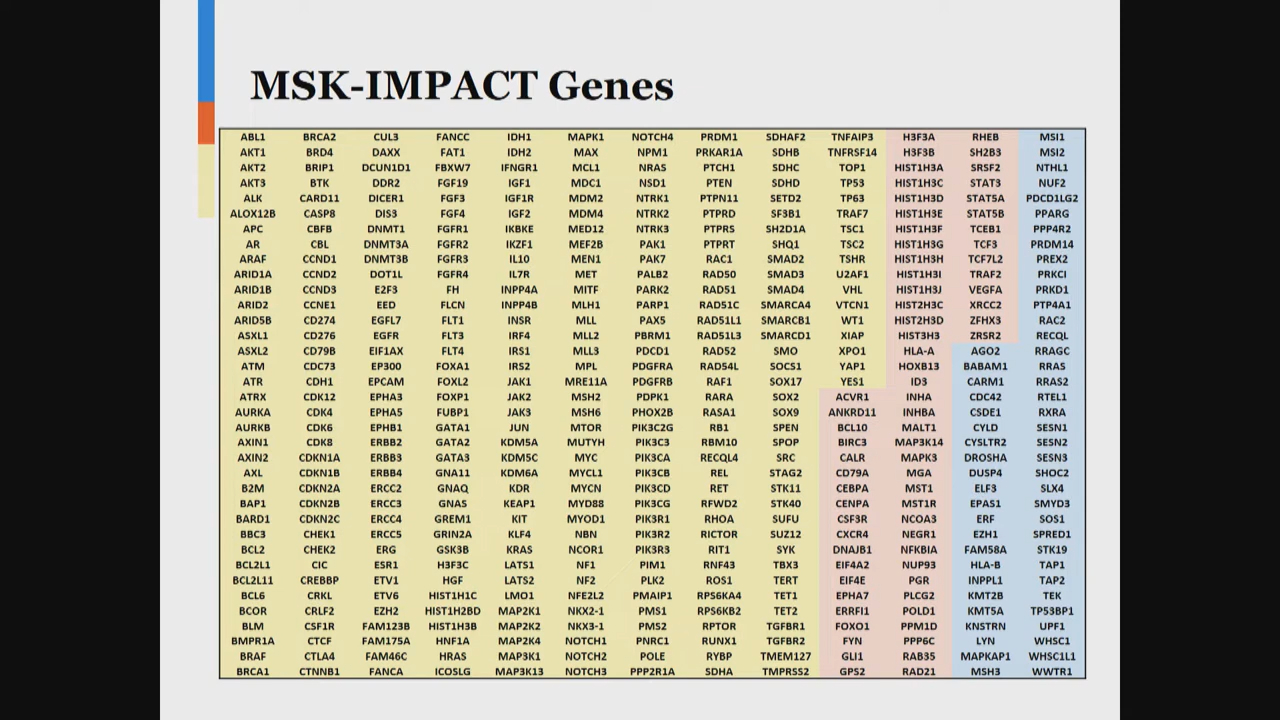 MSK-IMPACT Genes
ABL1 BRCA2 CUL3 FANCC IDH1 MAPK1 NOTCH4 PRDM1 SDHAF2 TNFAIP3 H3F3A RHEB MSI1
AKT1 BRD4 DAXX FAT1 IDH2 MAX NPM1 PRKAR1A SDHB TNFRSF14 H3F3B SH2B3 MSI2
AKT2 BRIP1 DCUN1D1 FBXW7 IFNGR1 MCL1 NRAS PTCH1 SDHC TOP1 HIST1H3A SRSF2 NTHL1
AKT3 BTK DDR2 FGF19 IGF1 MDC1 NSD1 PTEN SDHD TP53 HIST1H3C STAT3 NUF2
ALK CARD11 DICER1 FGF3 IGF1R MDM2 NTRK1 PTPN11 SETD2 TP63 HIST1H3D STAT5A PDCD1LG2
ALOX12B CASP8 DIS3 FGF4 IGF2 MDM4 NTRK2 PTPRD SF3B1 TRAF7 HIST1H3E STAT5B PPARG
APC CBFB DNMT1 FGFR1 IKBKE MED12 NTRK3 PTPRS SH2D1A TSC1 HIST1H3F TCEB1 PPP4R2
AR CBL DNMT3A FGFR2 IKZF1 MEF2B PAK1 PTPRT SHQ1 TSC2 HIST1H3G TCF3 PRDM14
ARAF CCND1 DNMT3B FGFR3 IL10 MEN1 PAK7 RAC1 SMAD2 TSHR HIST1H3H TCF7L2 PREX2
ARID1A CCND2 DOT1L FGFR4 IL7R MET PALB2 RAD50 SMAD3 U2AF1 HIST1H3I TRAF2 PRKCI
ARID1B CCND3 E2F3 FH INPP4A MITF PARK2 RAD51 SMAD4 VHL HIST1H3J VEGFA PRKD1
ARID2 CCNE1 EED FLCN INPP4B MLH1 PARP1 RAD51C SMARCA4 VTCN1 HIST2H3C XRCC2 PTP4A1
ARID5B CD274 EGFL7 FLT1 INSR MLL PAX5 RAD51L1 SMARCB1 WT1 HIST2H3D ZFHX3 RAC2
ASXL1 CD276 EGFR FLT3 IRF4 MLL2 PBRM1 RAD51L3 SMARCD1 XIAP HIST3H3 ZRSR2 RECQL
ASXL2 CD79B EIF1AX FLT4 IRS1 MLL3 PDCD1 RAD52 SMO XPO1 HLA-A AGO2 RRAGC
ATM CDC73 EP300 FOXA1 IRS2 MPL PDGFRA RAD54L SOCS1 YAP1 HOXB13 BABAM1 RRAS
ATR CDH1 EPCAM FOXL2 JAK1 MRE11A PDGFRB RAF1 SOX17 YES1 ID3 CARM1 RRAS2
ATRX CDK12 EPHA3 FOXP1 JAK2 MSH2 PDPK1 RARA SOX2 ACVR1 INHA CDC42 RTEL1
AURKA CDK4 EPHA5 FUBP1 JAK3 MSH6 PHOX2B RASA1 SOX9 ANKRD11 INHBA CSDE1 RXRA
AURKB CDK6 EPHB1 GATA1 JUN MTOR PIK3C2G RB1 SPEN BCL10 MALT1 CYLD SESN1
AXIN1 CDK8 ERBB2 GATA2 KDM5A MUTYH PIK3C3 RBM10 SPOP BIRC3 MAP3K14 CYSLTR2 SESN2
AXIN2 CDKN1A ERBB3 GATA3 KDM5C MYC PIK3CA RECQL4 SRC CALR MAPK3 DROSHA SESN3
AXL CDKN1B ERBB4 GNA11 KDM6A MYCL1 PIK3CB REL STAG2 CD79A MGA DUSP4 SHOC2
B2M CDKN2A ERCC2 GNAQ KDR MYCN PIK3CD RET STK11 CEBPA MST1 ELF3 SLX4
BAP1 CDKN2B ERCC3 GNAS KEAP1 MYD88 PIK3CG RFWD2 STK40 CENPA MST1R EPAS1 SMYD3
BARD1 CDKN2C ERCC4 GREM1 KIT MYOD1 PIK3R1 RHOA SUFU CSF3R NCOA3 ERF SOS1
BBC3 CHEK1 ERCC5 GRIN2A KLF4 NBN PIK3R2 RICTOR SUZ12 CXCR4 NEGR1 EZH1 SPRED1
BCL2 CHEK2 ERG GSK3B KRAS NCOR1 PIK3R3 RIT1 SYK DNAJB1 NFKBIA FAM58A STK19
BCL2L1 CIC ESR1 H3F3C LATS1 NF1 PIM1 RNF43 TBX3 EIF4A2 NUP93 HLA-B TAP1
BCL2L11 CREBBP ETV1 HGF LATS2 NF2 PLK2 ROS1 TERT EIF4E PGR INPPL1 TAP2
BCL6 CRKL ETV6 HIST1H1C LMO1 NFE2L2 PMAIP1 RPS6KA4 TET1 EPHA7 PLCG2 KMT2B TEK
BCOR CRLF2 EZH2 HIST1H2BD MAP2K1 NKX2-1 PMS1 RPS6KB2 TET2 ERRFI1 POLD1 KMT5A TP53BP1
BLM CSF1R FAM123B HIST1H3B MAP2K2 NKX3-1 PMS2 RPTOR TGFBR1 FOXO1 PPM1D KNSTRN UPF1
BMPR1A CTCF FAM175A HNF1A MAP2K4 NOTCH1 PNRC1 RUNX1 TGFBR2 FYN PPP6C LYN WHSC1
BRAF CTLA4 FAM46C HRAS MAP3K1 NOTCH2 POLE RYBP TMEM127 GLI1 RAB35 MAPKAP1 WHSC1L1
BRCA1 CTNNB1 FANCA ICOSLG MAP3K13 NOTCH3 PPP2R1A SDHA TMPRSS2 GPS2 RAD21 MSH3 WWTR1